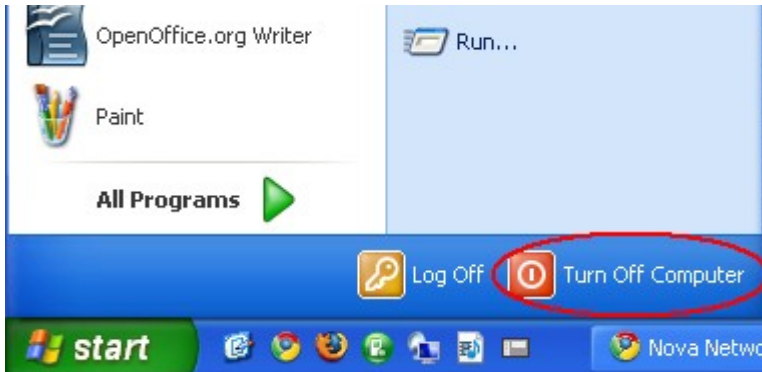 OpenOffice.org Writer
Run...
Paint
All Programs
Log Off
Turn Off Computer
start
Nova Netwo